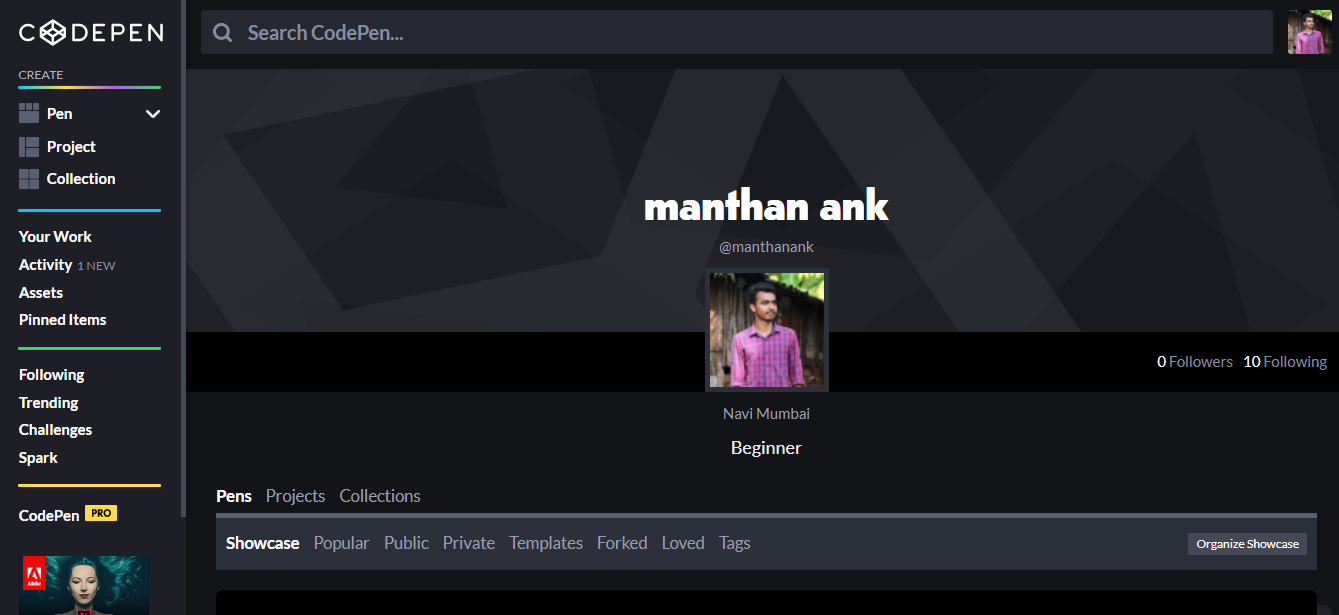 CODEPEN
Search CodePen...
CREATE
Pen
Project
Collection
Your Work
Activity 1 NEW
Assets
Pinned Items
Following
Trending
Challenges
Spark
CodePen PRO
Adobe
manthan ank
@manthanank
0 Followers 10 Following
Navi Mumbai
Beginner
Pens Projects Collections
Showcase Popular Public Private Templates Forked Loved Tags
Organize Showcase